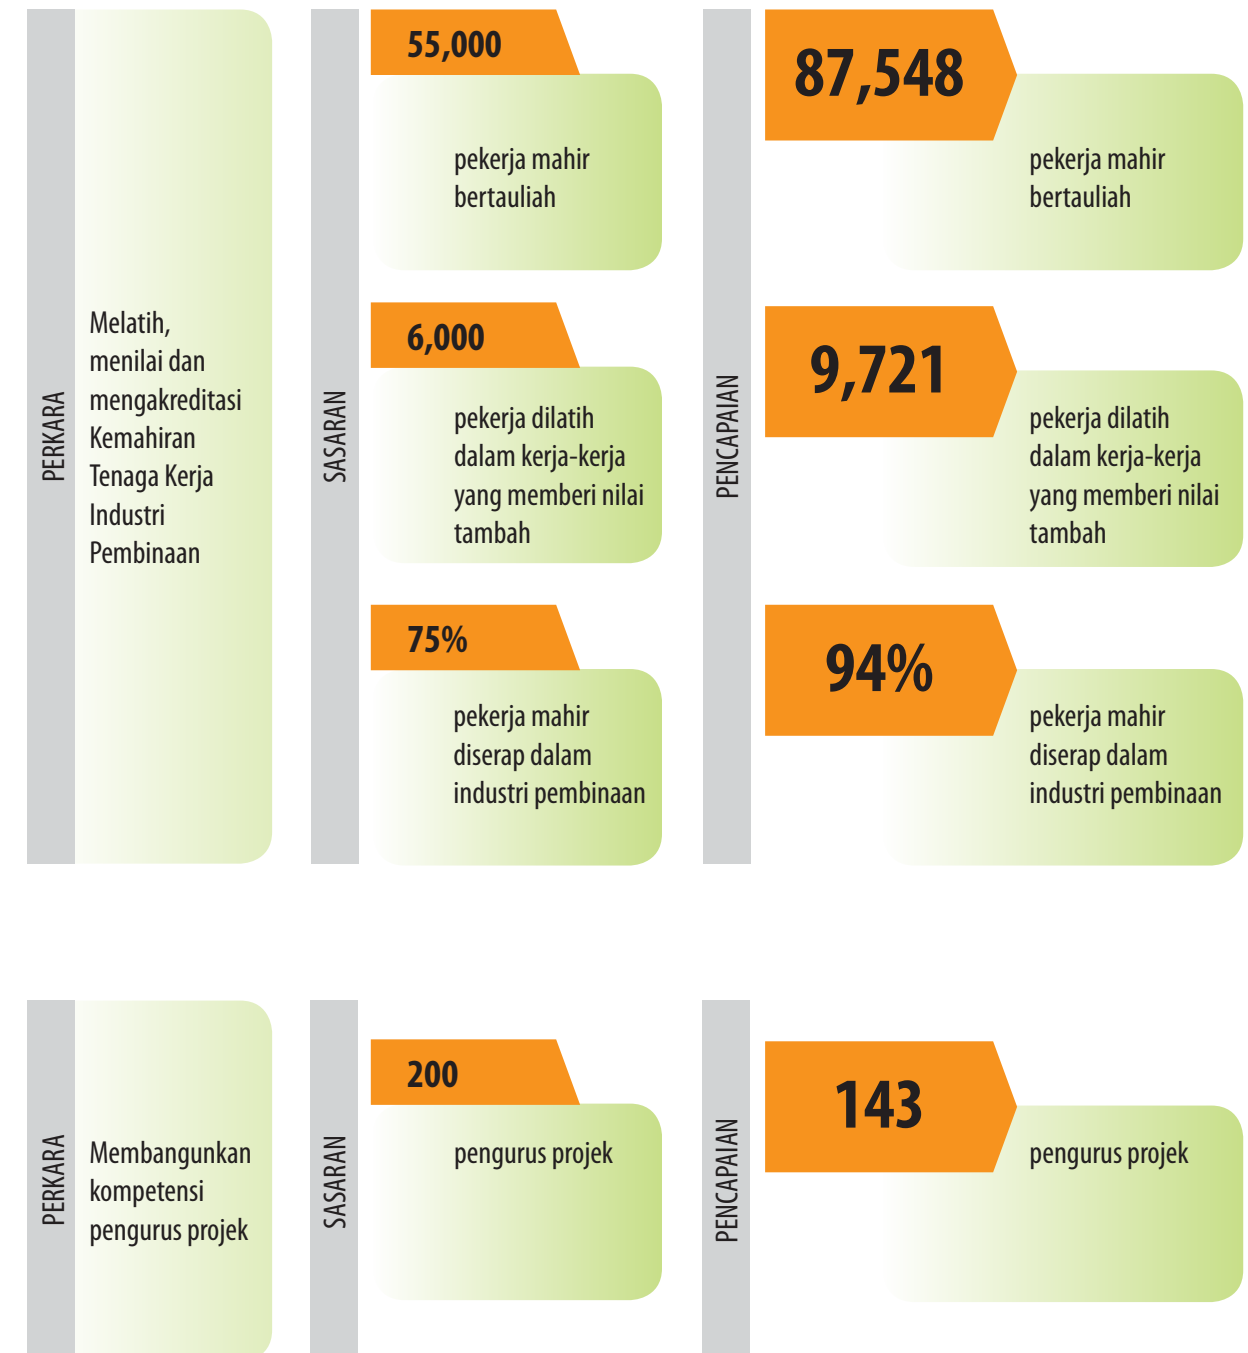 PERKARA
Melatih,
menilai dan
mengakreditasi
Kemahiran
Tenaga Kerja
Industri
Pembinaan
SASARAN
55,000
pekerja mahir
bertauliah
6,000
pekerja dilatih
dalam kerja-kerja
yang memberi nilai
tambah
75%
pekerja mahir
diserap dalam
industri pembinaan
PENCAPAIAN
87,548
pekerja mahir
bertauliah
9,721
pekerja dilatih
dalam kerja-kerja
yang memberi nilai
tambah
94%
pekerja mahir
diserap dalam
industri pembinaan
PERKARA
Membangunkan
kompetensi
pengurus projek
SASARAN
200
pengurus projek
PENCAPAIAN
143
pengurus projek